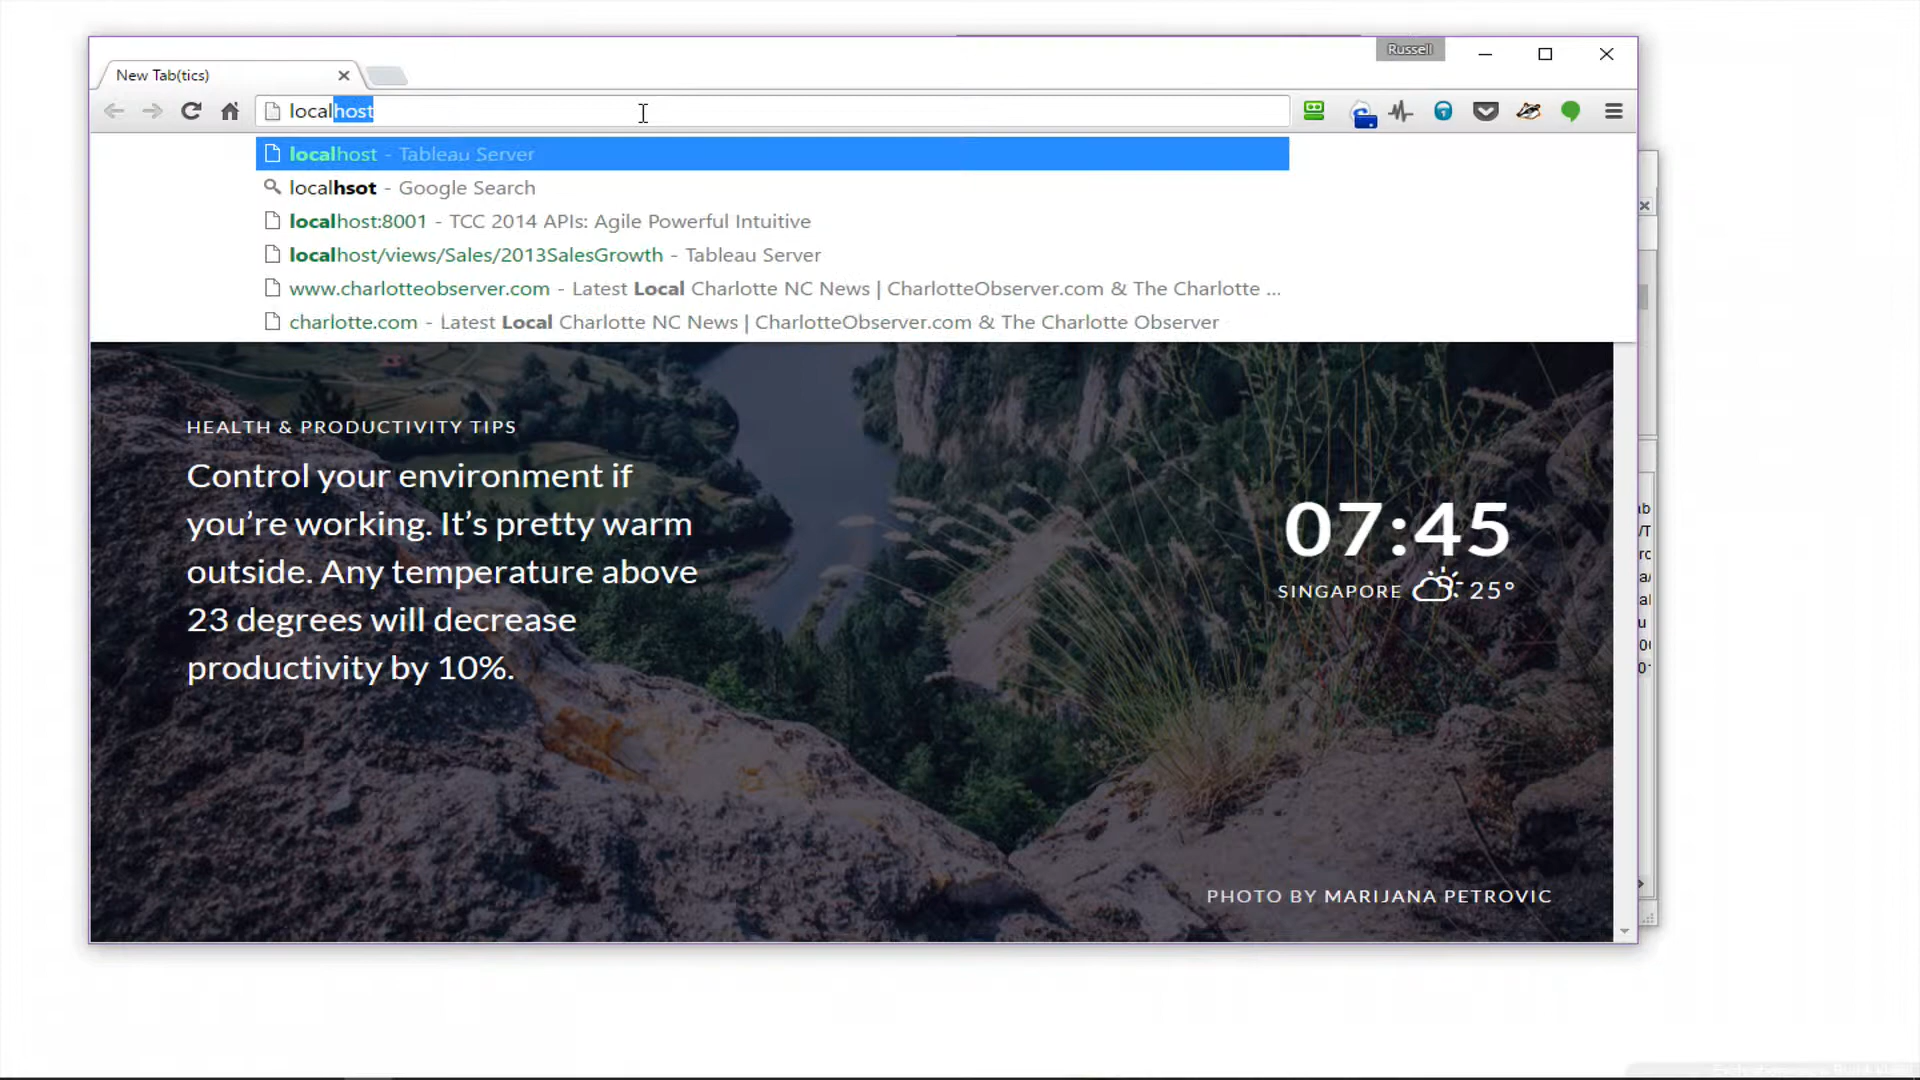 Russell
New Tab(tics)
localhost
localhost - Tableau Server
localhsot - Google Search
localhost:8001 - TCC 2014 APIs: Agile Powerful Intuitive
localhost/views/Sales/2013SalesGrowth - Tableau Server
www.charlotteobserver.com - Latest Local Charlotte NC News | CharlotteObserver.com & The Charlotte ...
charlotte.com - Latest Local Charlotte NC News | CharlotteObserver.com & The Charlotte Observer
HEALTH & PRODUCTIVITY TIPS
Control your environment if
you’re working. It’s pretty warm
outside. Any temperature above
23 degrees will decrease
productivity by 10%.
07:45
SINGAPORE 25°
PHOTO BY MARIJANA PETROVIC